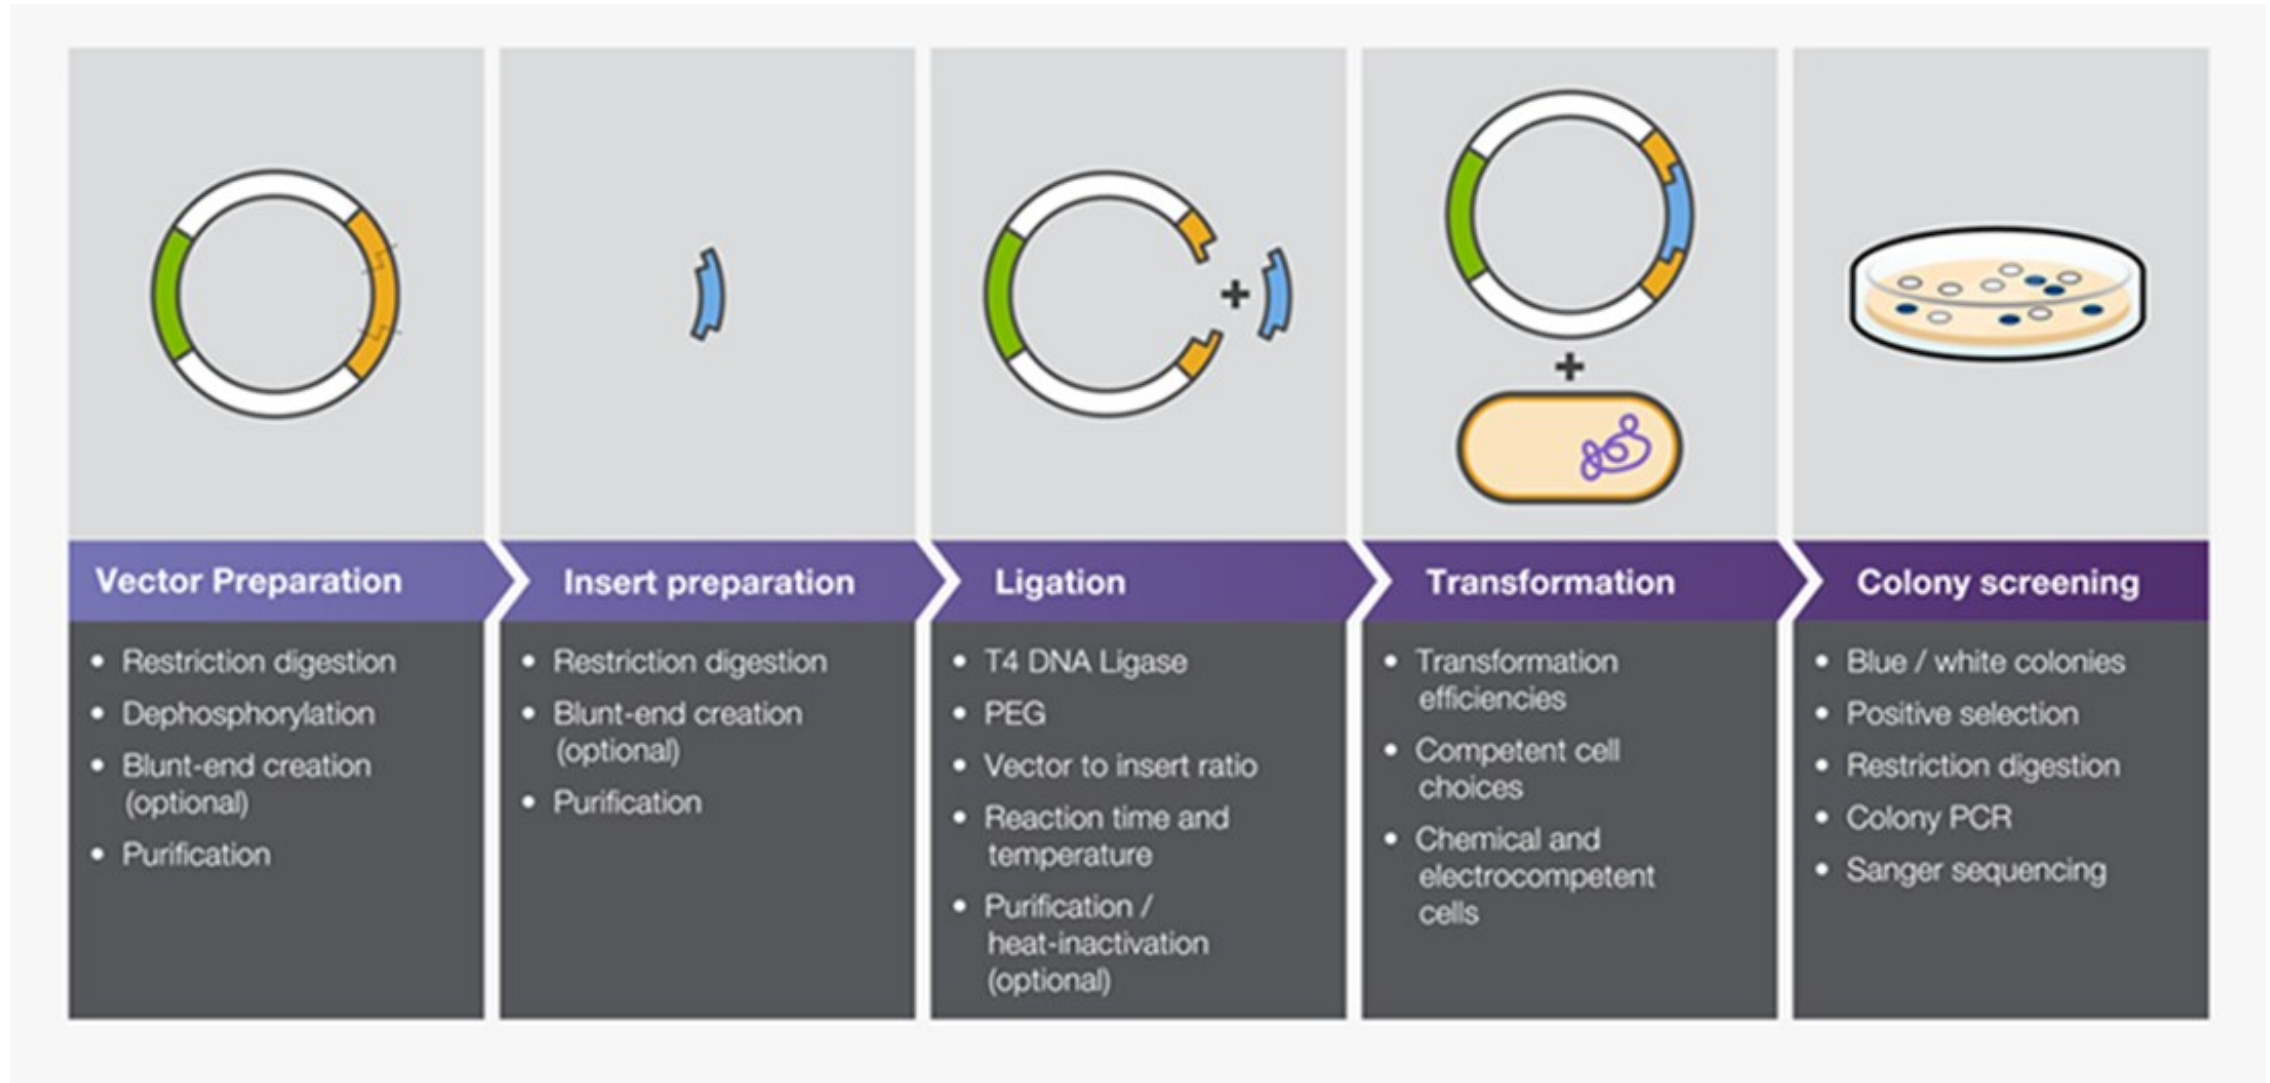 Vector Preparation
• Restriction digestion
• Dephosphorylation
• Blunt-end creation
(optional)
• Purification
Insert preparation
• Restriction digestion
• Blunt-end creation
(optional)
• Purification
Ligation
• T4 DNA Ligase
• PEG
• Vector to insert ratio
• Reaction time and
temperature
• Purification /
heat-inactivation
(optional)
Transformation
• Transformation
efficiencies
• Competent cell
choices
• Chemical and
electrocompetent
cells
Colony screening
• Blue / white colonies
• Positive selection
• Restriction digestion
• Colony PCR
• Sanger sequencing